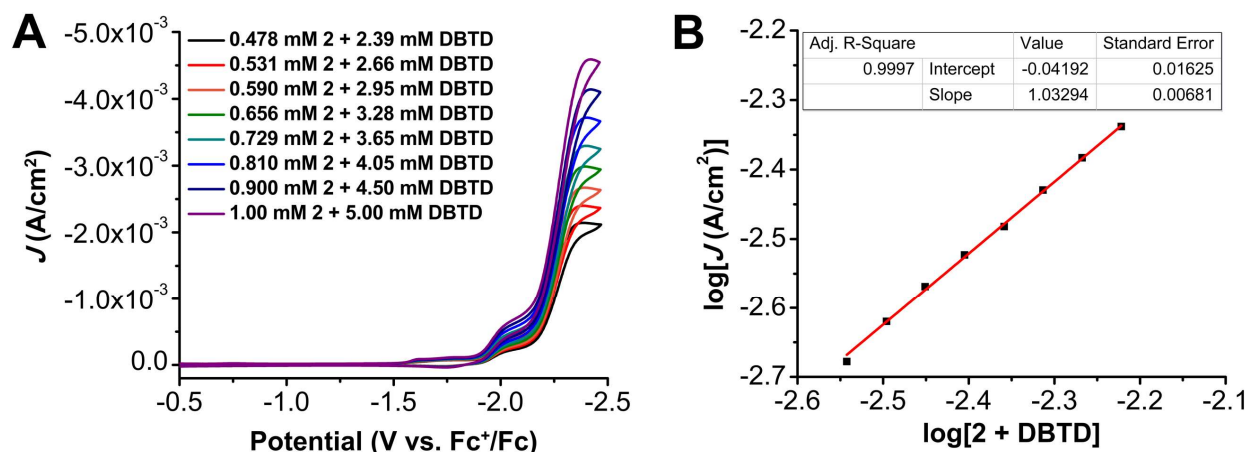 A
J (A/cm²)
-5.0x10⁻³
-4.0x10⁻³
-3.0x10⁻³
-2.0x10⁻³
-1.0x10⁻³
0.0
0.478 mM 2 + 2.39 mM DBTD
0.531 mM 2 + 2.66 mM DBTD
0.590 mM 2 + 2.95 mM DBTD
0.656 mM 2 + 3.28 mM DBTD
0.729 mM 2 + 3.65 mM DBTD
0.810 mM 2 + 4.05 mM DBTD
0.900 mM 2 + 4.50 mM DBTD
1.00 mM 2 + 5.00 mM DBTD
-0.5 -1.0 -1.5 -2.0 -2.5
Potential (V vs. Fc⁺/Fc)
B
log[J (A/cm²)]
-2.2
-2.3
-2.4
-2.5
-2.6
-2.7
Adj. R-Square Value Standard Error
0.9997 Intercept -0.04192 0.01625
Slope 1.03294 0.00681
-2.6 -2.5 -2.4 -2.3 -2.2 -2.1
log[2 + DBTD]